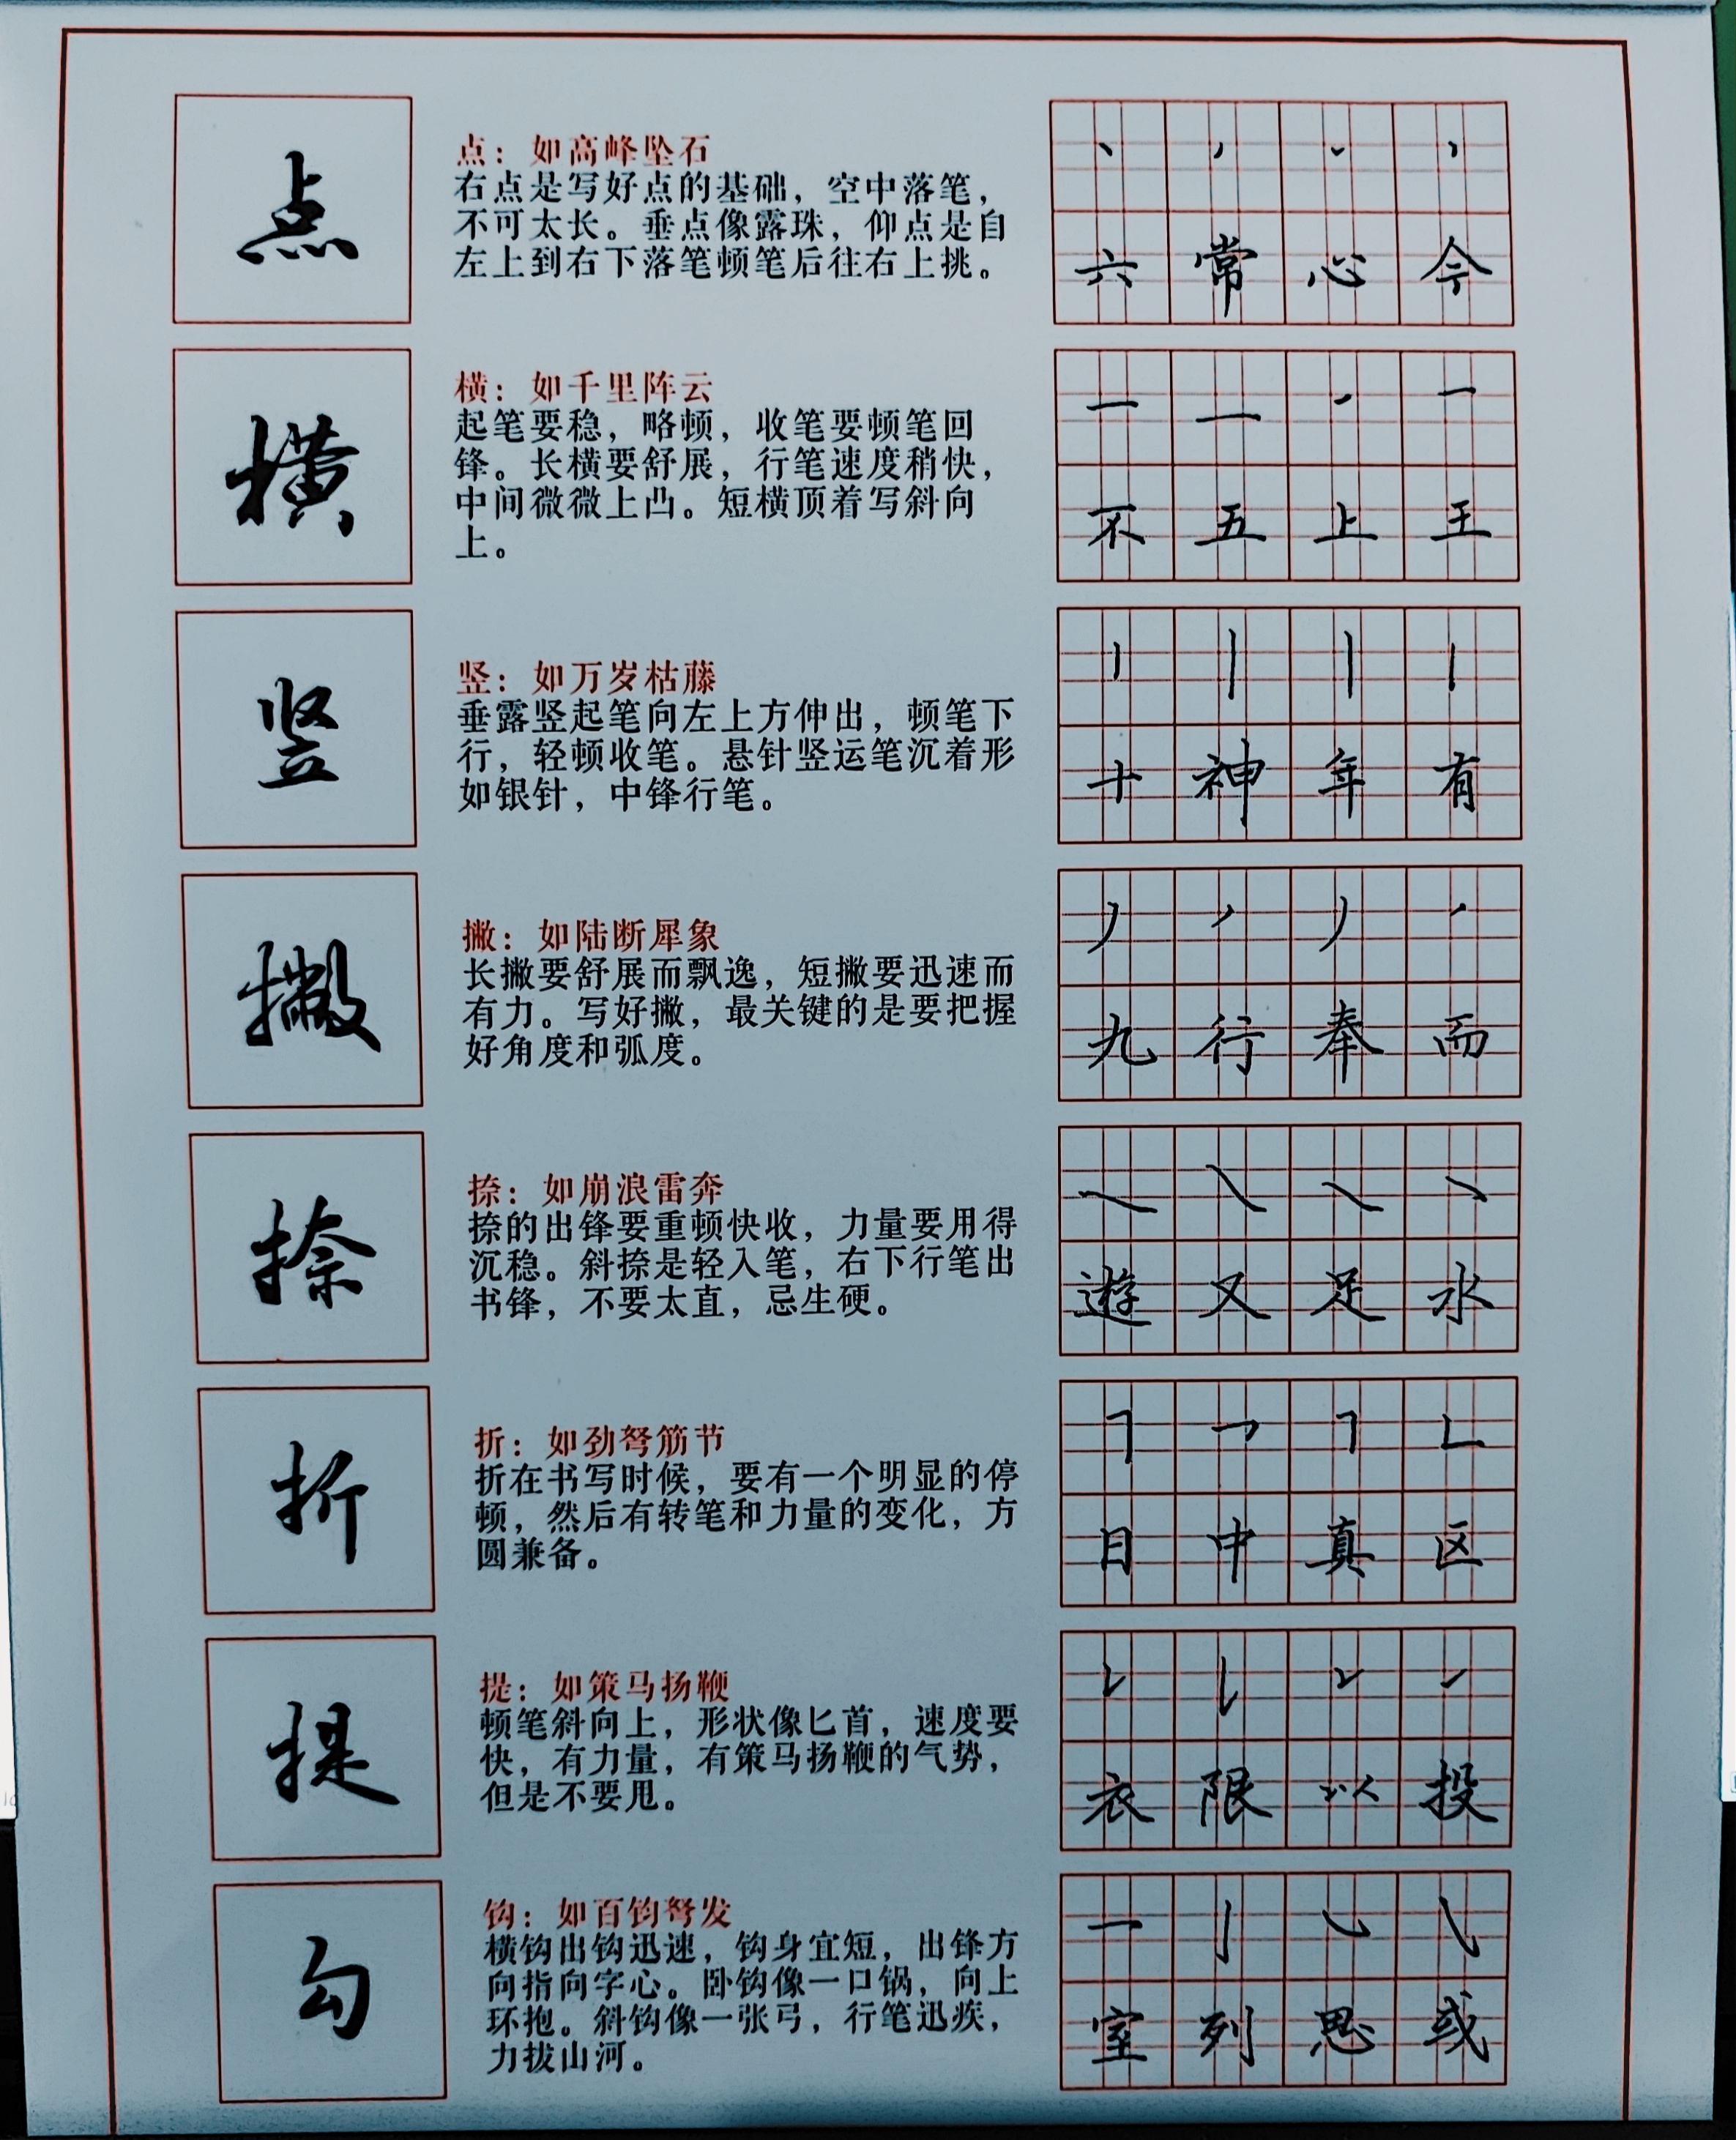 点
点：如高峰坠石
右点是写好点的基础，空中落笔，
不可太长。垂点像露珠，仰点是自
左上到右下落笔顿笔后往右上挑。
六 常 心 今
横
横：如千里阵云
起笔要稳，略顿，收笔要顿笔回
锋。长横要舒展，行笔速度稍快，
中间微微上凸。短横顶着写斜向
上。
不 五 上 王
竖
竖：如万岁枯藤
垂露竖起笔向左上方伸出，顿笔下
行，轻顿收笔。悬针竖运笔沉着形
如银针，中锋行笔。
十 神 年 有
撇
撇：如陆断犀象
长撇要舒展而飘逸，短撇要迅速而
有力。写好撇，最关键的是要把握
好角度和弧度。
九 行 奉 而
捺
捺：如崩浪雷奔
捺的出锋要重顿快收，力量要用得
沉稳。斜捺是轻入笔，右下行笔出
书锋，不要太直，忌生硬。
遊 又 足 水
折
折：如劲弩筋节
折在书写时候，要有一个明显的停
顿，然后有转笔和力量的变化，方
圆兼备。
日 中 真 区
提
提：如策马扬鞭
顿笔斜向上，形状像匕首，速度要
快，有力量，有策马扬鞭的气势，
但是不要甩。
衣 限 以 投
勾
钩：如百钧弩发
横钩出钩迅速，钩身宜短，出锋方
向指向字心。卧钩像一口锅，向上
环抱。斜钩像一张弓，行笔迅疾，
力拔山河。
室 列 思 或